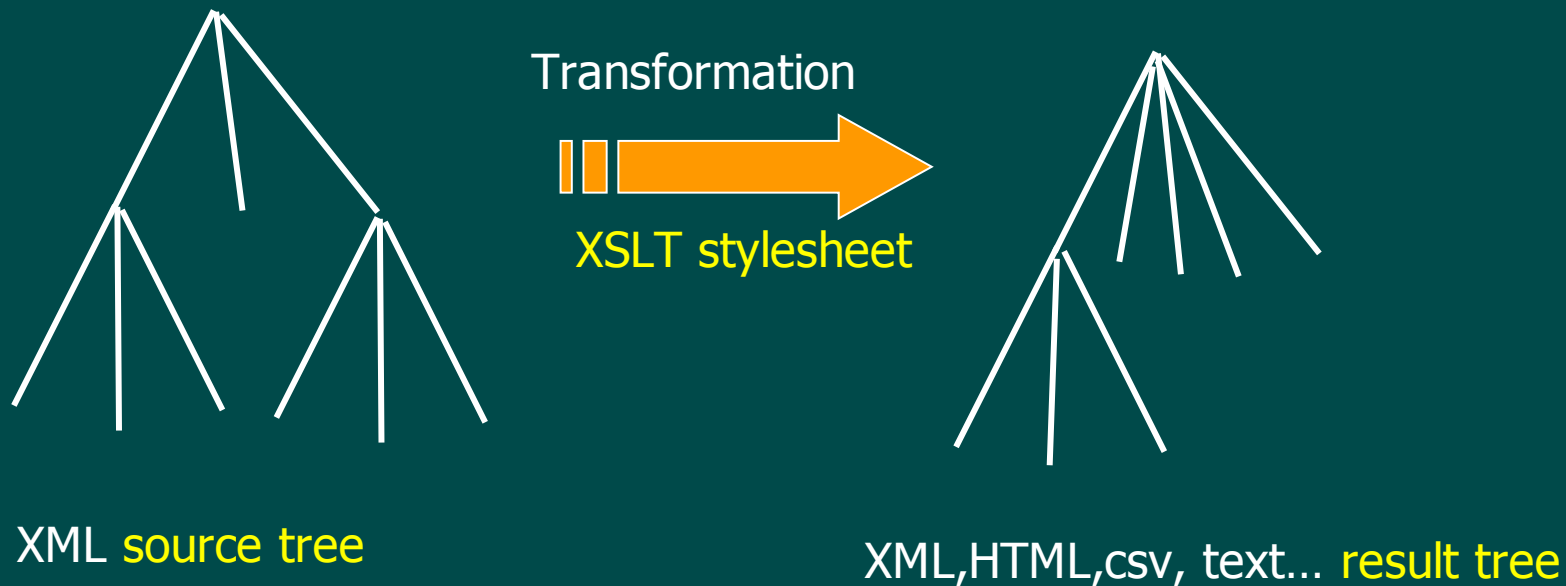 Transformation
XSLT stylesheet
XML source tree
XML,HTML,csv, text... result tree